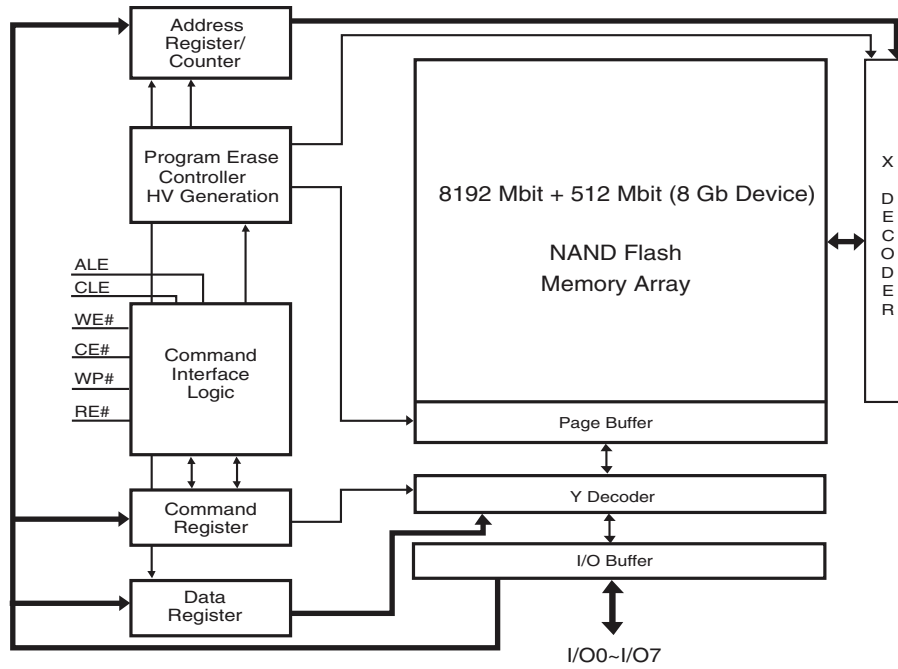 Address
Register/
Counter
Program Erase
Controller
HV Generation
ALE
CLE
WE#
CE#
WP#
RE#
Command
Interface
Logic
Command
Register
Data
Register
8192 Mbit + 512 Mbit (8 Gb Device)
NAND Flash
Memory Array
Page Buffer
Y Decoder
I/O Buffer
I/O0~I/O7
X
D
E
C
O
D
E
R